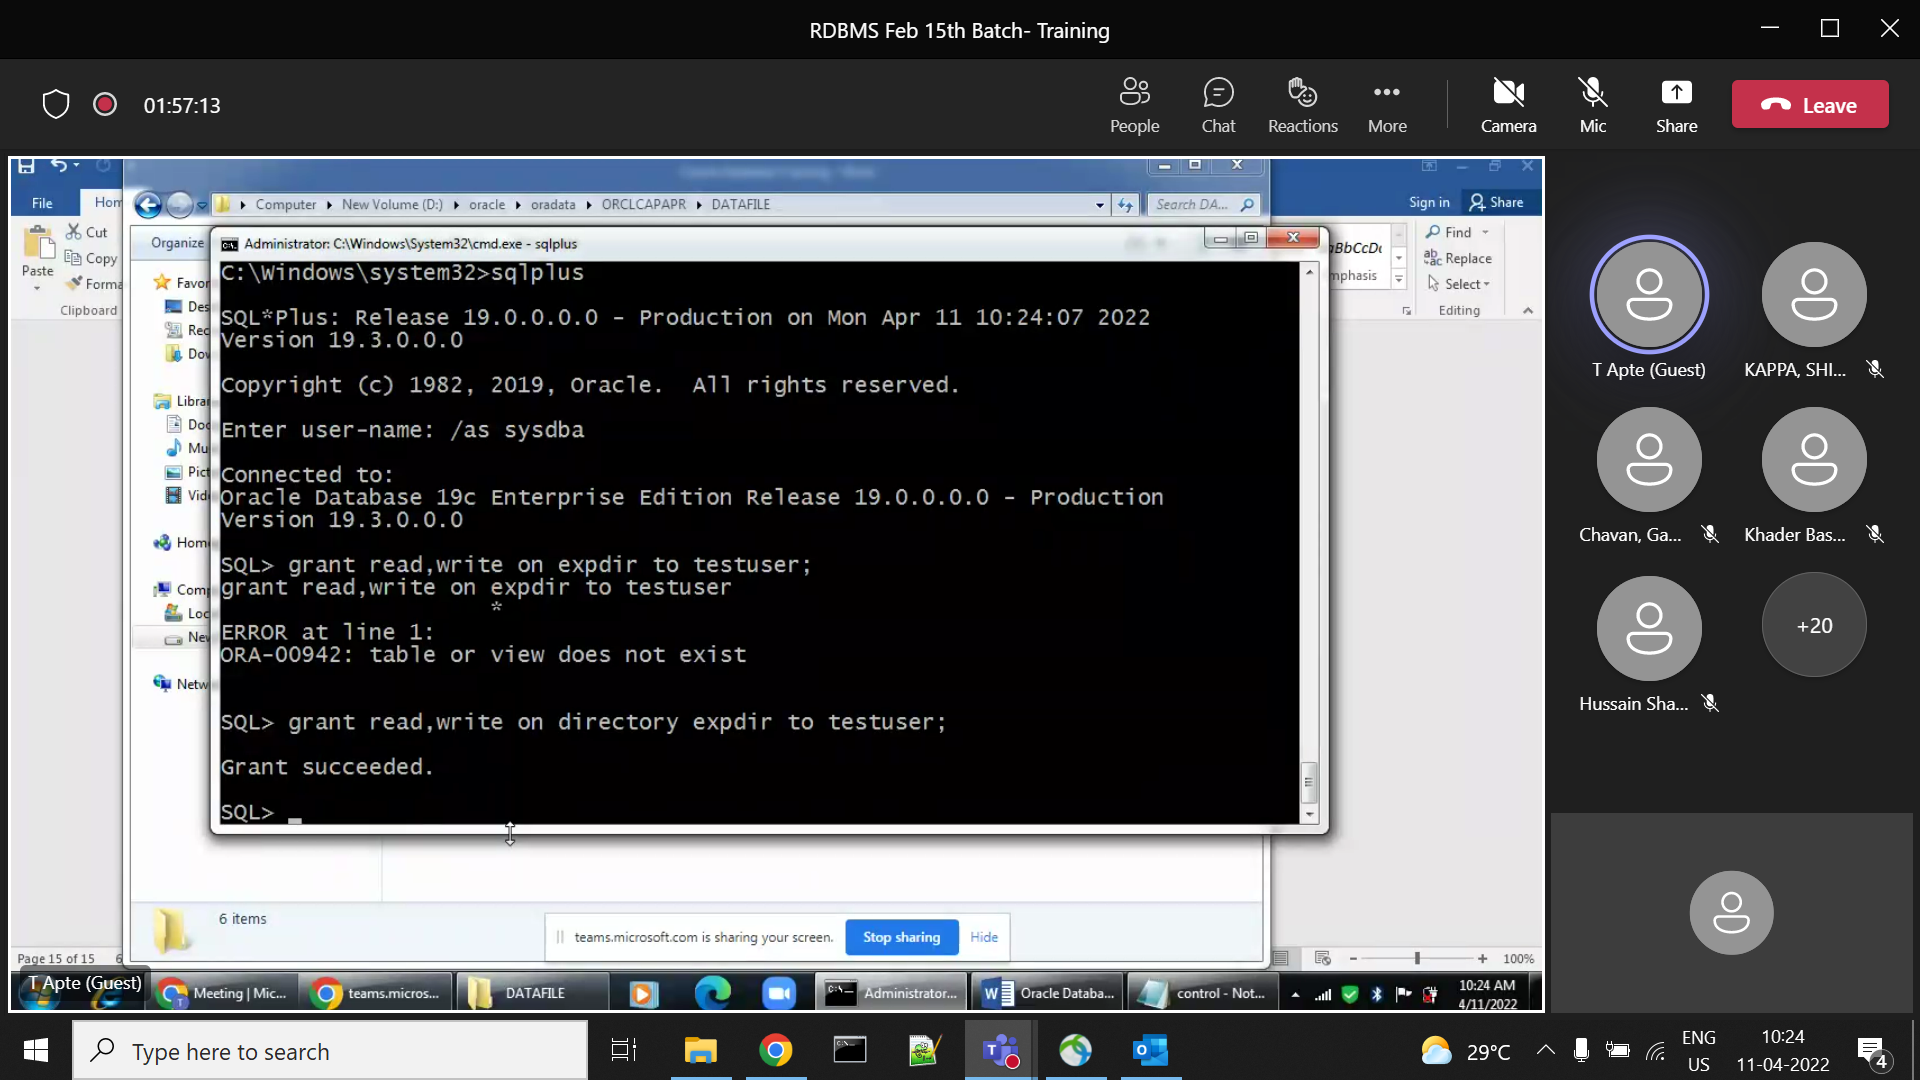 RDBMS Feb 15th Batch- Training
01:57:13
People
Chat
Reactions
More
Camera
Mic
Share
Leave
File
Hom
Sign in
Share
Computer
New Volume (D:)
oracle
oradata
ORCLCAPAPR
DATAFILE
Search DA...
Paste
Cut
Copy
Forma
Clipboard
Organize
Find
Replace
Select
Editing
aBbCcDc
mphasis
Favor
Des
Rec
Dov
Librar
Doc
Mu
Pict
Vide
Home
Comp
Loc
New
Netw
Administrator: C:\Windows\System32\cmd.exe - sqlplus
C:\Windows\system32>sqlplus
SQL*Plus: Release 19.0.0.0.0 - Production on Mon Apr 11 10:24:07 2022
Version 19.3.0.0.0
Copyright (c) 1982, 2019, Oracle.  All rights reserved.
Enter user-name: /as sysdba
Connected to:
Oracle Database 19c Enterprise Edition Release 19.0.0.0.0 - Production
Version 19.3.0.0.0
SQL> grant read,write on expdir to testuser;
grant read,write on expdir to testuser
*
ERROR at line 1:
ORA-00942: table or view does not exist
SQL> grant read,write on directory expdir to testuser;
Grant succeeded.
SQL> _
6 items
teams.microsoft.com is sharing your screen.
Stop sharing
Hide
Page 15 of 15
6
100%
T Apte (Guest)
Meeting | Mic...
teams.micros...
DATAFILE
Administrator...
Oracle Databa...
control - Not...
10:24 AM
4/11/2022
T Apte (Guest)
KAPPA, SHI...
Chavan, Ga...
Khader Bas...
Hussain Sha...
+20
Type here to search
29°C
ENG
US
10:24
11-04-2022
4